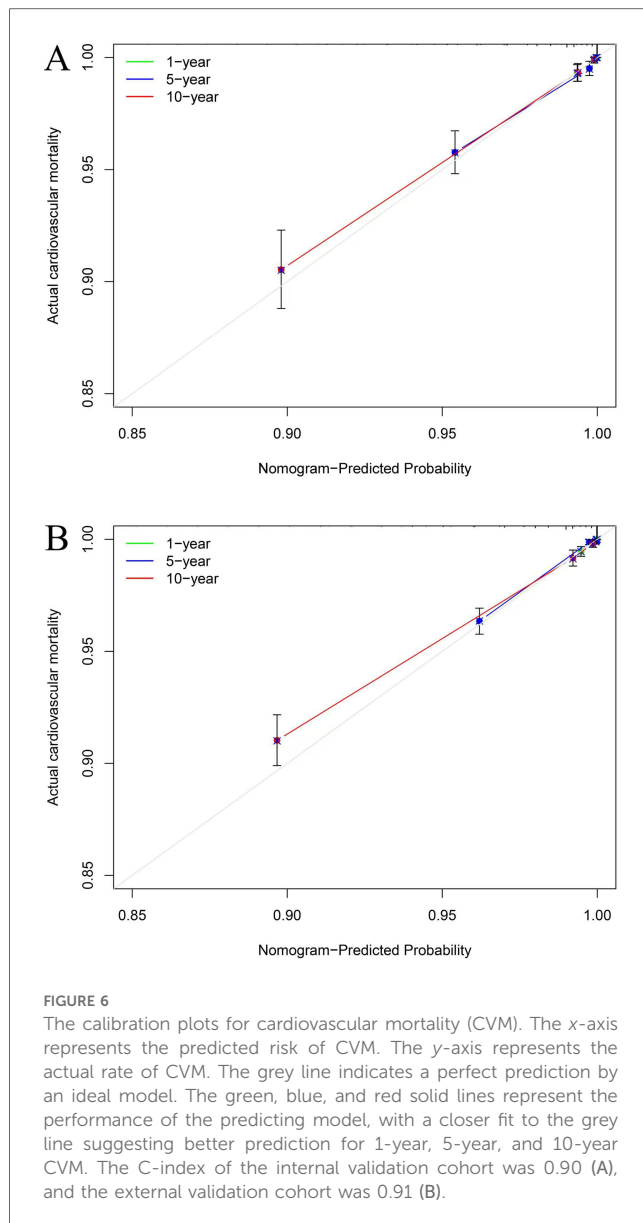 A
1−year
5−year
10−year
Actual cardiovascular mortality
1.00
0.95
0.90
0.85
0.85
0.90
0.95
1.00
Nomogram−Predicted Probability
B
1−year
5−year
10−year
Actual cardiovascular mortality
1.00
0.95
0.90
0.85
0.85
0.90
0.95
1.00
Nomogram−Predicted Probability
FIGURE 6
The calibration plots for cardiovascular mortality (CVM). The x-axis
represents the predicted risk of CVM. The y-axis represents the
actual rate of CVM. The grey line indicates a perfect prediction by
an ideal model. The green, blue, and red solid lines represent the
performance of the predicting model, with a closer fit to the grey
line suggesting better prediction for 1-year, 5-year, and 10-year
CVM. The C-index of the internal validation cohort was 0.90 (A),
and the external validation cohort was 0.91 (B).